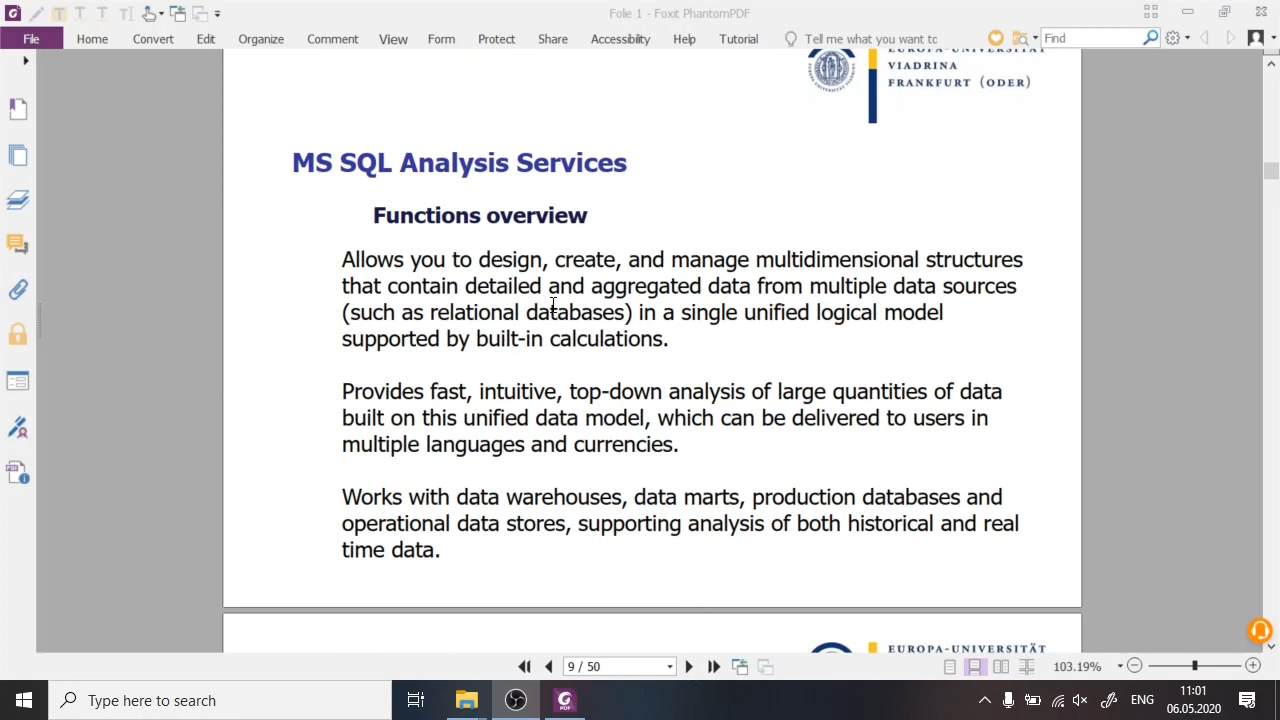 Folie 1 - Foxit PhantomPDF
File Home Convert Edit Organize Comment View Form Protect Share Accessibility Help Tutorial Tell me what you want to Find
EUROPA-UNIVERSITÄT
VIADRINA
FRANKFURT (ODER)
MS SQL Analysis Services
Functions overview
Allows you to design, create, and manage multidimensional structures
that contain detailed and aggregated data from multiple data sources
(such as relational databases) in a single unified logical model
supported by built-in calculations.
Provides fast, intuitive, top-down analysis of large quantities of data
built on this unified data model, which can be delivered to users in
multiple languages and currencies.
Works with data warehouses, data marts, production databases and
operational data stores, supporting analysis of both historical and real
time data.
EUROPA-UNIVERSITÄT
9 / 50 103.19%
Type here to search ENG 11:01
06.05.2020